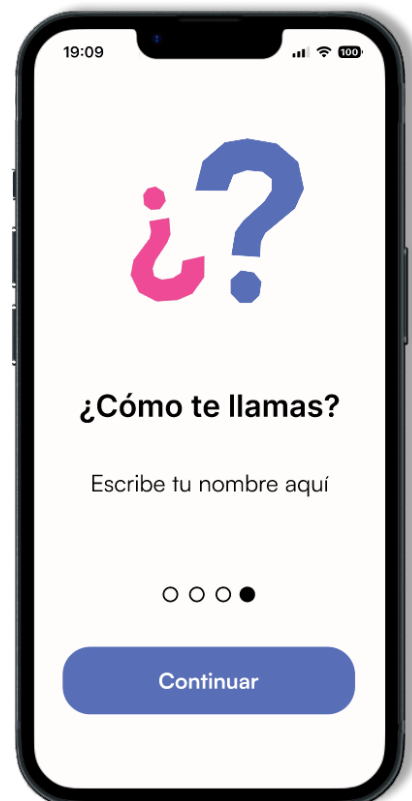 19:09
100
¿?
¿Cómo te llamas?
Escribe tu nombre aquí
Continuar